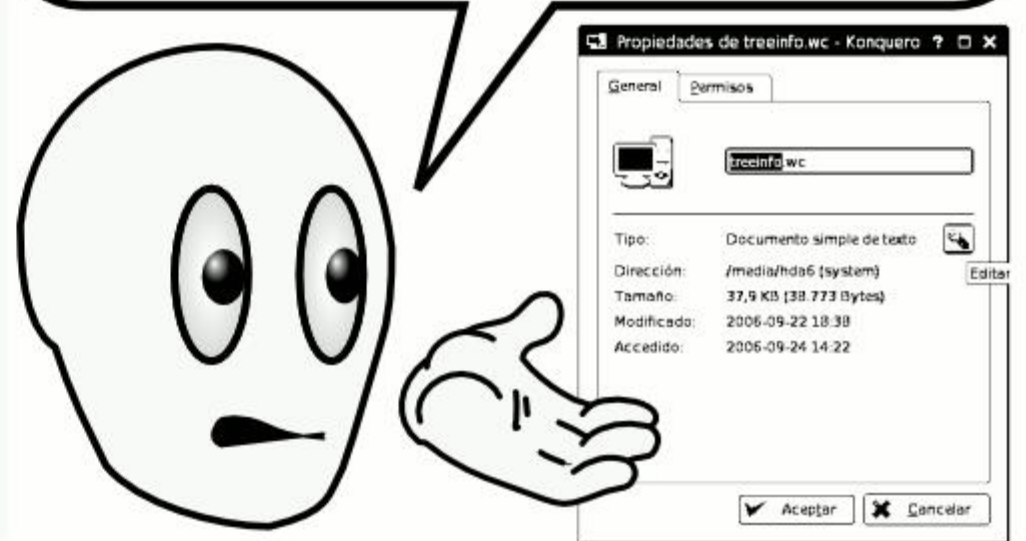 Propiedades de treeinfo.wc - Konquero ? □ ×
General Permisos
treeinfo.wc
Tipo: Documento simple de texto
Editar
Dirección: /media/hda6 (system)
Tamaño: 37,9 KB (38.773 Bytes)
Modificado: 2006-09-22 18:38
Accedido: 2006-09-24 14:22
Aceptar Cancelar